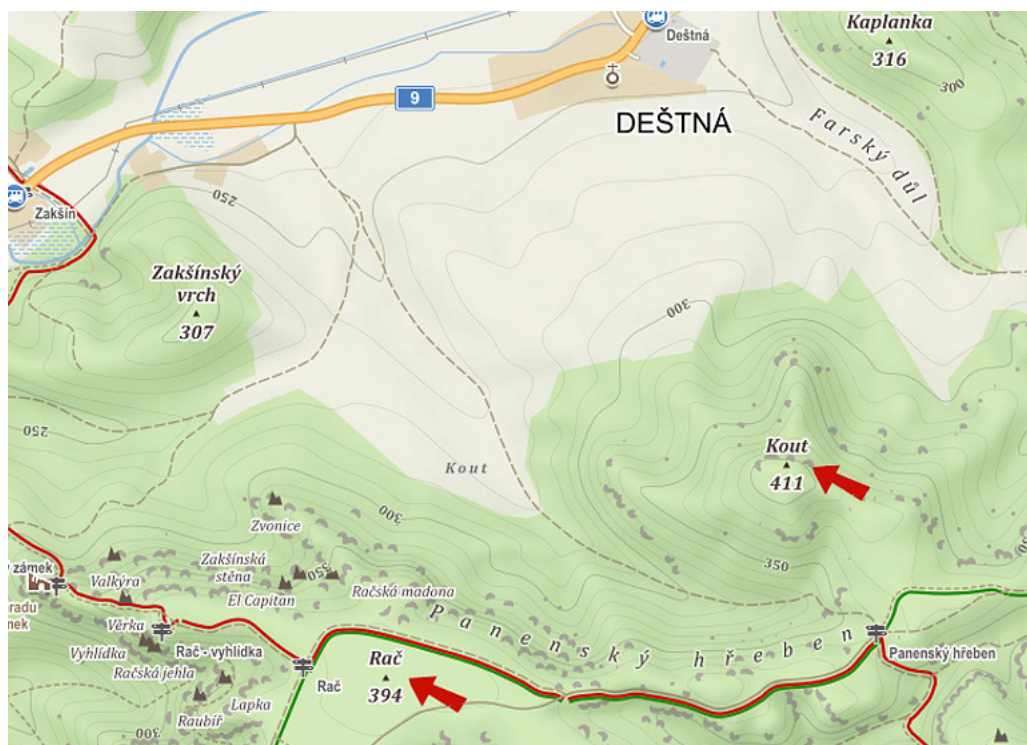 Kaplanka
316
Deštná
9
300
DEŠTNÁ
Farský důl
Zakšín
250
Zakšínský
vrch
307
300
250
Kout
411
Kout
300
Zvonice
350
Zakšínská
stěna
350
Valkýra
El Capitan
Račská madona
zámek
Věrka
Panenský hřeben
Vyhlídka
Rač - vyhlídka
Račská jehla
Rač
394
Rač
Panenský hřeben
Lapka
Raubíř
300